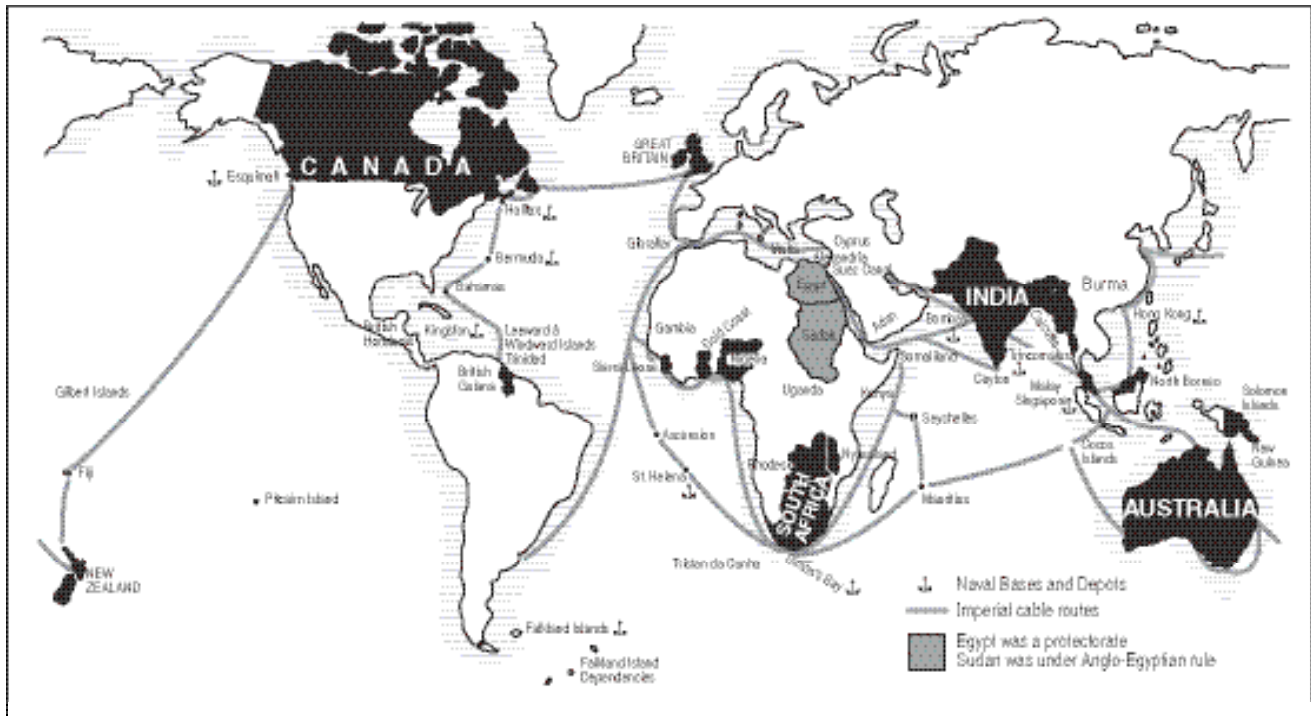 GREAT
BRITAIN
CANADA
Esquimalt
Halifax
Bermuda
Bahamas
Gibraltar
Malta
Cyprus
Alexandria
Suez Canal
Egypt
Sudan
Aden
Bombay
INDIA
Burma
Hong Kong
British
Honduras
Kingston
Leeward &
Windward Islands
Trinidad
British
Guiana
Gambia
Sierra Leone
Gold Coast
Nigeria
Somaliland
Ceylon
Trincomalee
Malay
Singapore
North Borneo
Solomon
Islands
New
Guinea
Gilbert Islands
Uganda
Kenya
Seychelles
Cocos
Islands
Ascension
St. Helena
Rhodesia
Nyasaland
Mauritius
Fiji
Pitcairn Island
SOUTH
AFRICA
AUSTRALIA
NEW
ZEALAND
Tristan da Cunha
Simon's Bay
Falkland Islands
Falkland Island
Dependencies
Naval Bases and Depots
Imperial cable routes
Egypt was a protectorate
Sudan was under Anglo-Egyptian rule